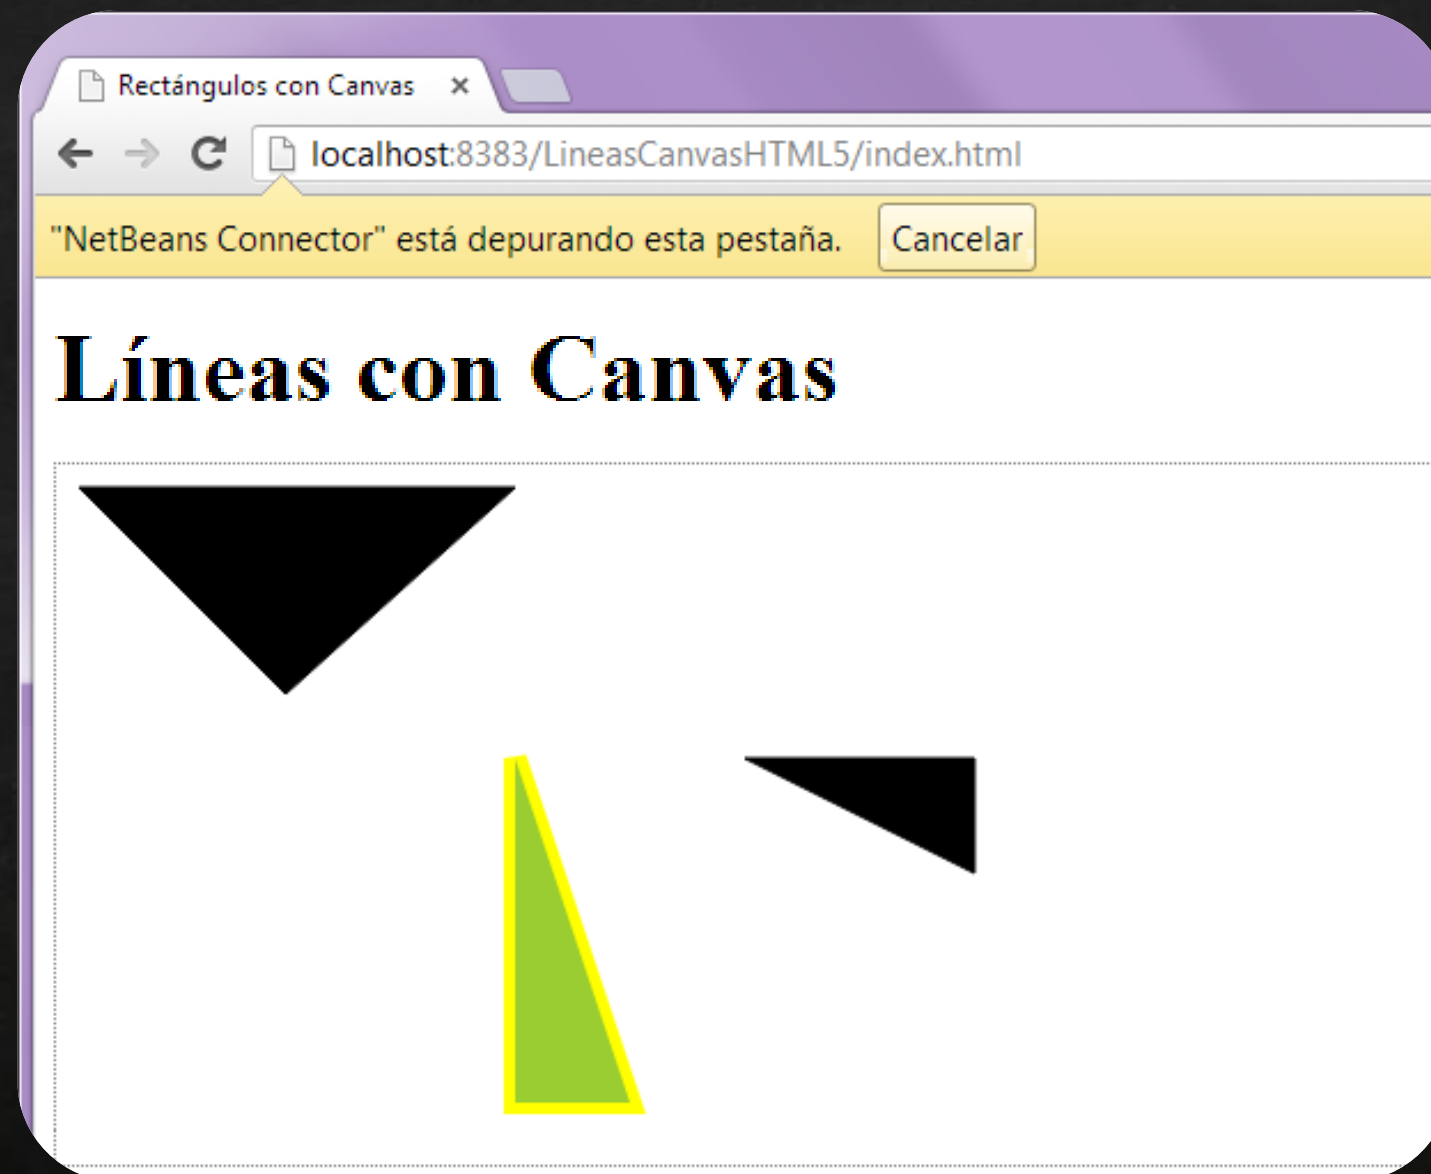 Rectángulos con Canvas
localhost:8383/LineasCanvasHTML5/index.html
"NetBeans Connector" está depurando esta pestaña. Cancelar
Líneas con Canvas